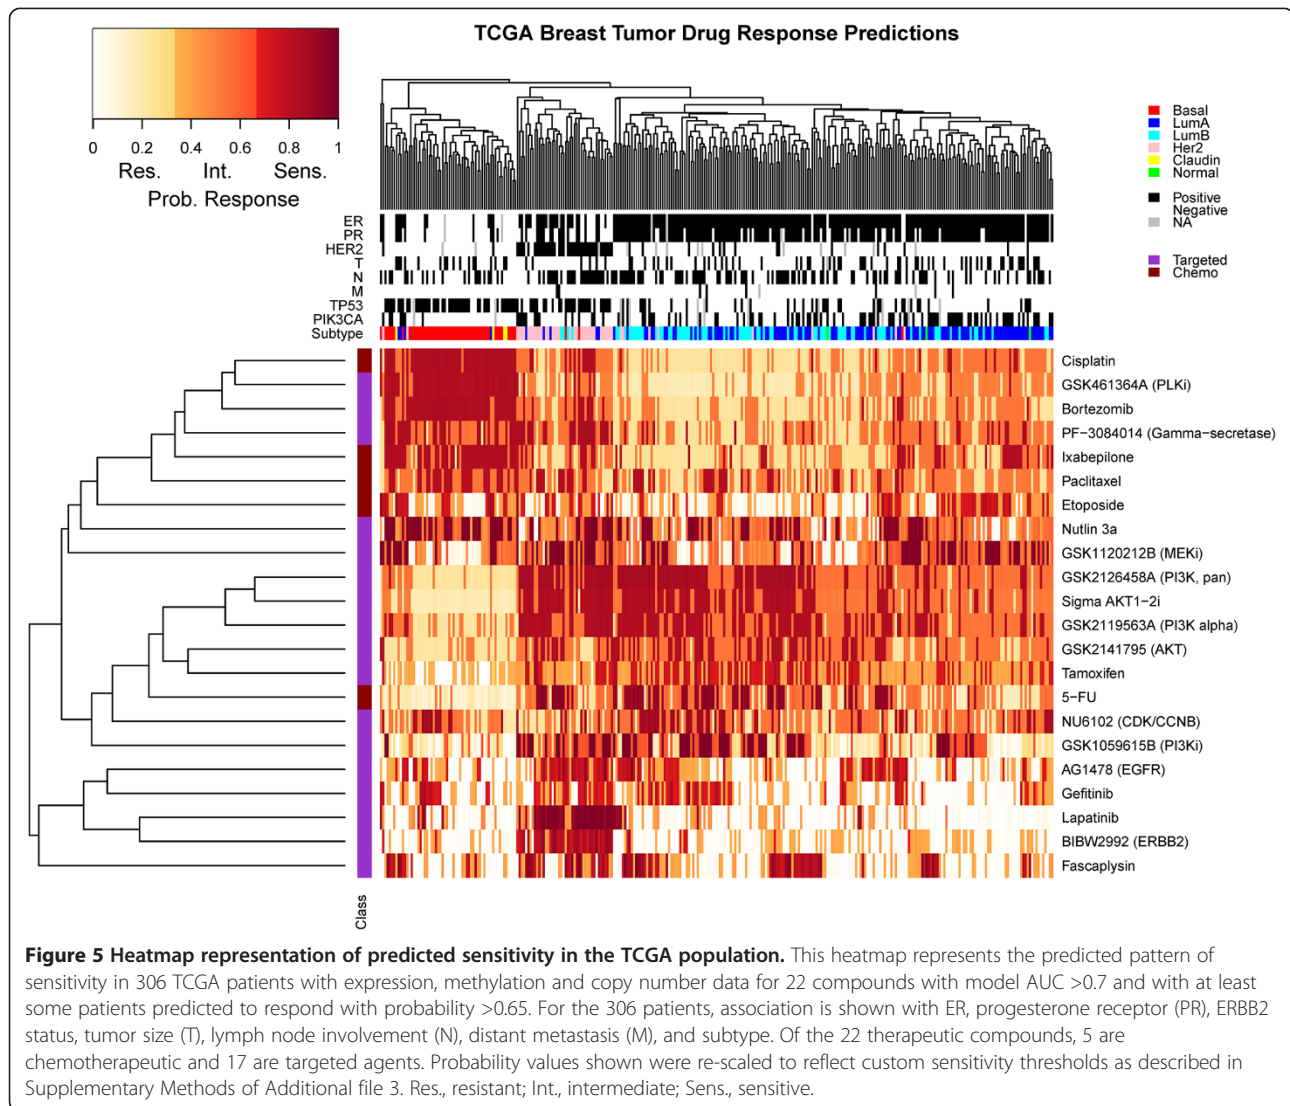 TCGA Breast Tumor Drug Response Predictions
0 0.2 0.4 0.6 0.8 1
Res. Int. Sens.
Prob. Response
Basal
LumA
LumB
Her2
Claudin
Normal
Positive
Negative
NA
Targeted
Chemo
ER
PR
HER2
T
N
M
TP53
PIK3CA
Subtype
Cisplatin
GSK461364A (PLKi)
Bortezomib
PF−3084014 (Gamma−secretase)
Ixabepilone
Paclitaxel
Etoposide
Nutlin 3a
GSK1120212B (MEKi)
GSK2126458A (PI3K, pan)
Sigma AKT1−2i
GSK2119563A (PI3K alpha)
GSK2141795 (AKT)
Tamoxifen
5−FU
NU6102 (CDK/CCNB)
GSK1059615B (PI3Ki)
AG1478 (EGFR)
Gefitinib
Lapatinib
BIBW2992 (ERBB2)
Fascaplysin
Class
Figure 5 Heatmap representation of predicted sensitivity in the TCGA population. This heatmap represents the predicted pattern of
sensitivity in 306 TCGA patients with expression, methylation and copy number data for 22 compounds with model AUC >0.7 and with at least
some patients predicted to respond with probability >0.65. For the 306 patients, association is shown with ER, progesterone receptor (PR), ERBB2
status, tumor size (T), lymph node involvement (N), distant metastasis (M), and subtype. Of the 22 therapeutic compounds, 5 are
chemotherapeutic and 17 are targeted agents. Probability values shown were re-scaled to reflect custom sensitivity thresholds as described in
Supplementary Methods of Additional file 3. Res., resistant; Int., intermediate; Sens., sensitive.